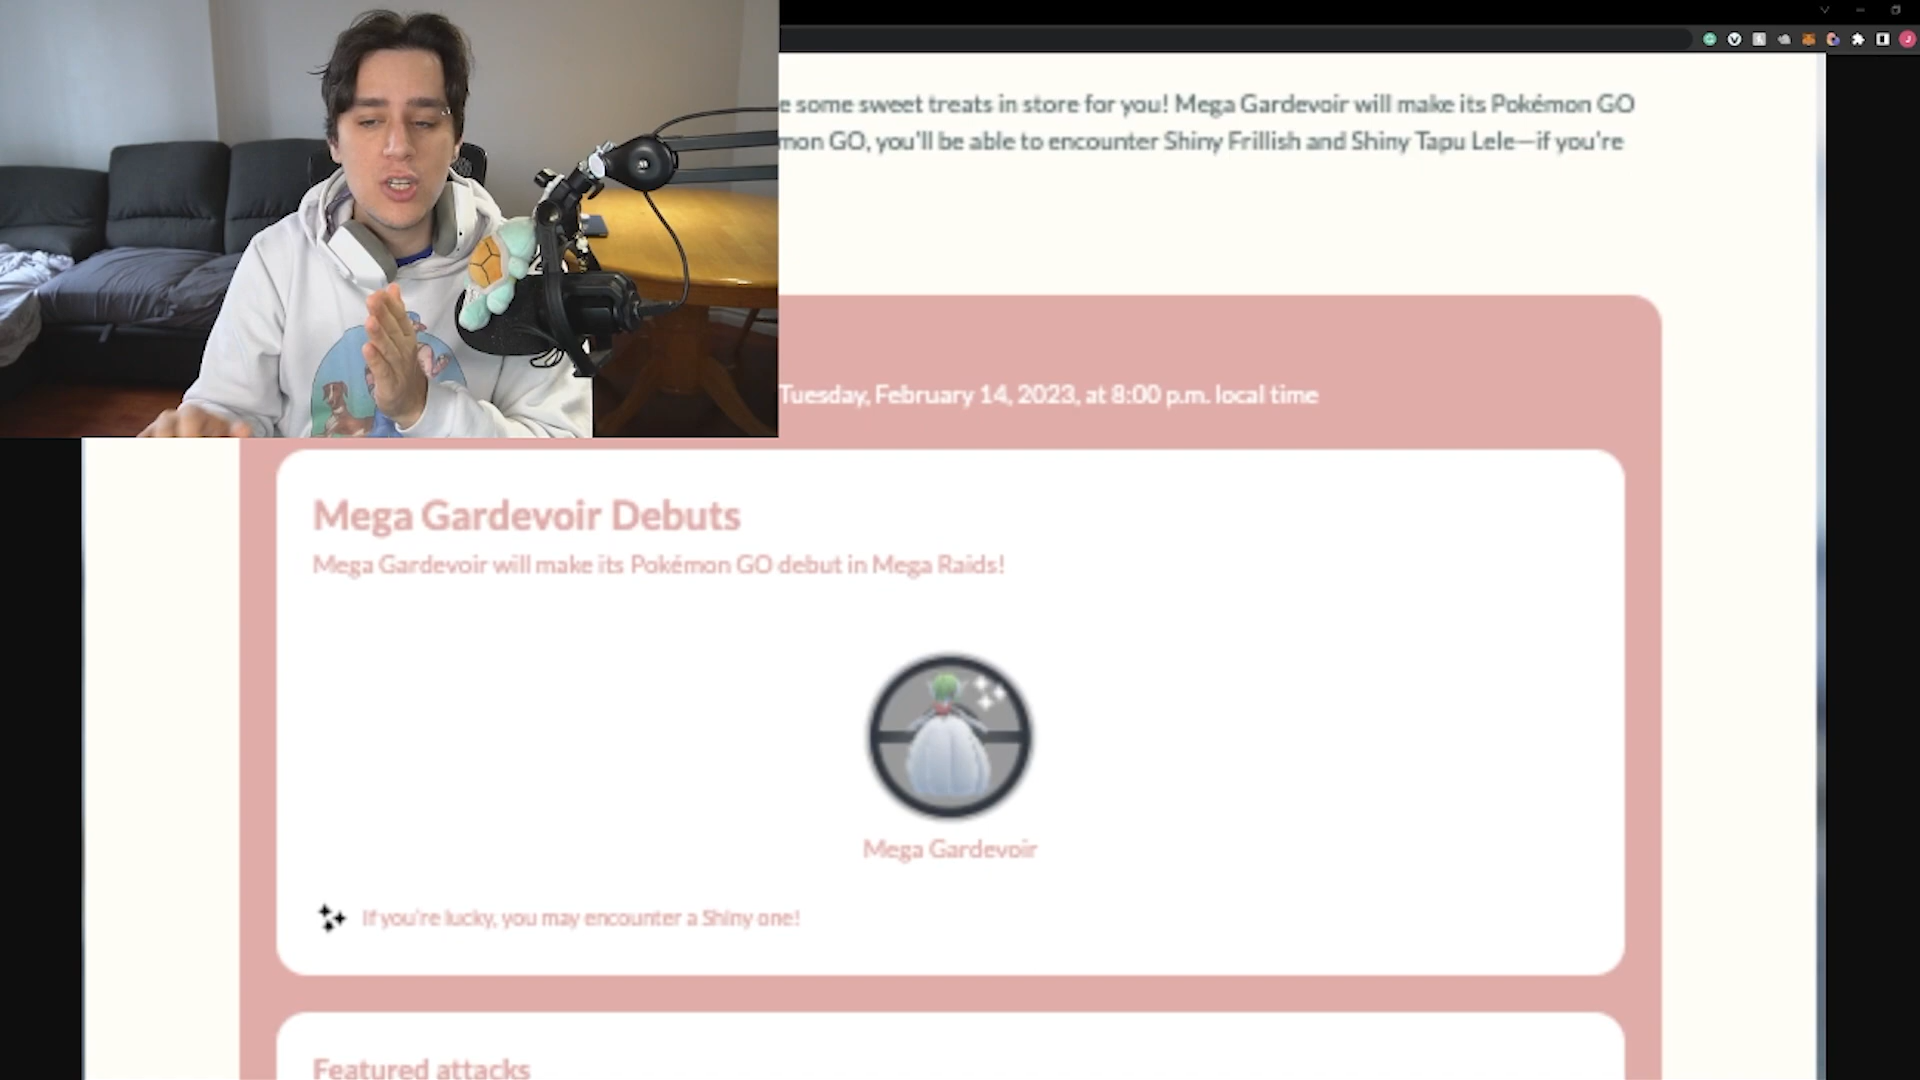 e some sweet treats in store for you! Mega Gardevoir will make its Pokémon GO
mon GO, you'll be able to encounter Shiny Frillish and Shiny Tapu Lele—if you're
Tuesday, February 14, 2023, at 8:00 p.m. local time
Mega Gardevoir Debuts
Mega Gardevoir will make its Pokémon GO debut in Mega Raids!
Mega Gardevoir
If you're lucky, you may encounter a Shiny one!
Featured attacks